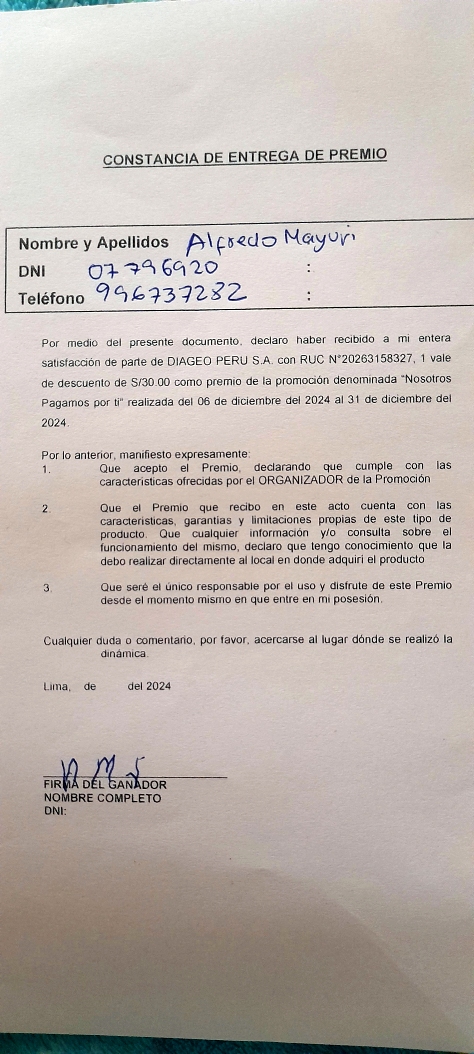 CONSTANCIA DE ENTREGA DE PREMIO
Nombre y Apellidos Alfredo Mayuri
DNI 07796920 :
Teléfono 996737282 :
Por medio del presente documento, declaro haber recibido a mi entera
satisfacción de parte de DIAGEO PERU S.A. con RUC N°20263158327, 1 vale
de descuento de S/30.00 como premio de la promoción denominada "Nosotros
Pagamos por ti" realizada del 06 de diciembre del 2024 al 31 de diciembre del
2024.
Por lo anterior, manifiesto expresamente:
1. Que acepto el Premio, declarando que cumple con las
características ofrecidas por el ORGANIZADOR de la Promoción
2. Que el Premio que recibo en este acto cuenta con las
características, garantías y limitaciones propias de este tipo de
producto. Que cualquier información y/o consulta sobre el
funcionamiento del mismo, declaro que tengo conocimiento que la
debo realizar directamente al local en donde adquirí el producto
3. Que seré el único responsable por el uso y disfrute de este Premio
desde el momento mismo en que entre en mi posesión.
Cualquier duda o comentario, por favor, acercarse al lugar dónde se realizó la
dinámica.
Lima, de del 2024
FIRMA DEL GANADOR
NOMBRE COMPLETO
DNI: